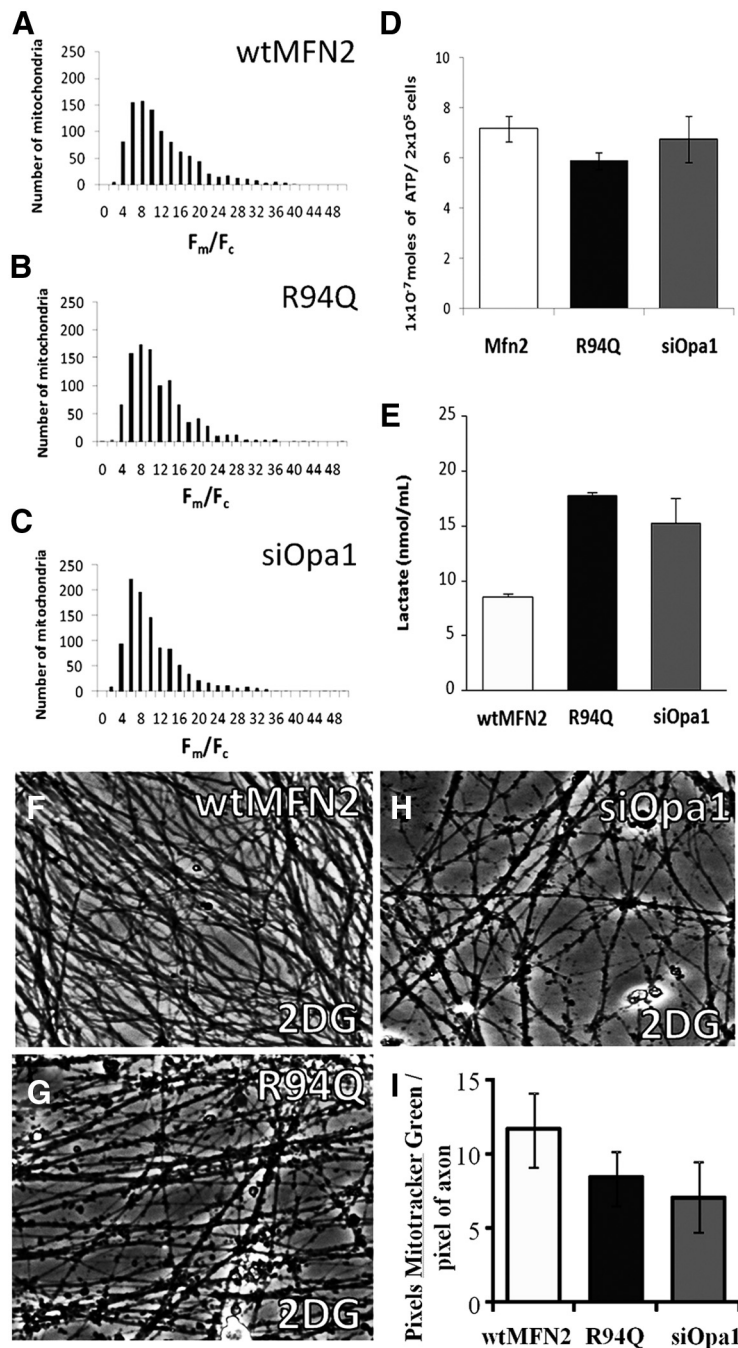 A
wtMFN2
Number of mitochondria
250
200
150
100
50
0
0 4 8 12 16 20 24 28 32 36 40 44 48
Fm/Fc
B
R94Q
Number of mitochondria
250
200
150
100
50
0
0 4 8 12 16 20 24 28 32 36 40 44 48
Fm/Fc
C
siOpa1
Number of mitochondria
250
200
150
100
50
0
0 4 8 12 16 20 24 28 32 36 40 44 48
Fm/Fc
D
1x10⁻⁷moles of ATP/ 2x10⁵ cells
10
8
6
4
2
0
Mfn2 R94Q siOpa1
E
Lactate (nmol/mL)
25
20
15
10
5
0
wtMFN2 R94Q siOpa1
F
wtMFN2
2DG
H
siOpa1
2DG
G
R94Q
2DG
I
Pixels Mitotracker Green /
pixel of axon
15
10
5
0
wtMFN2 R94Q siOpa1